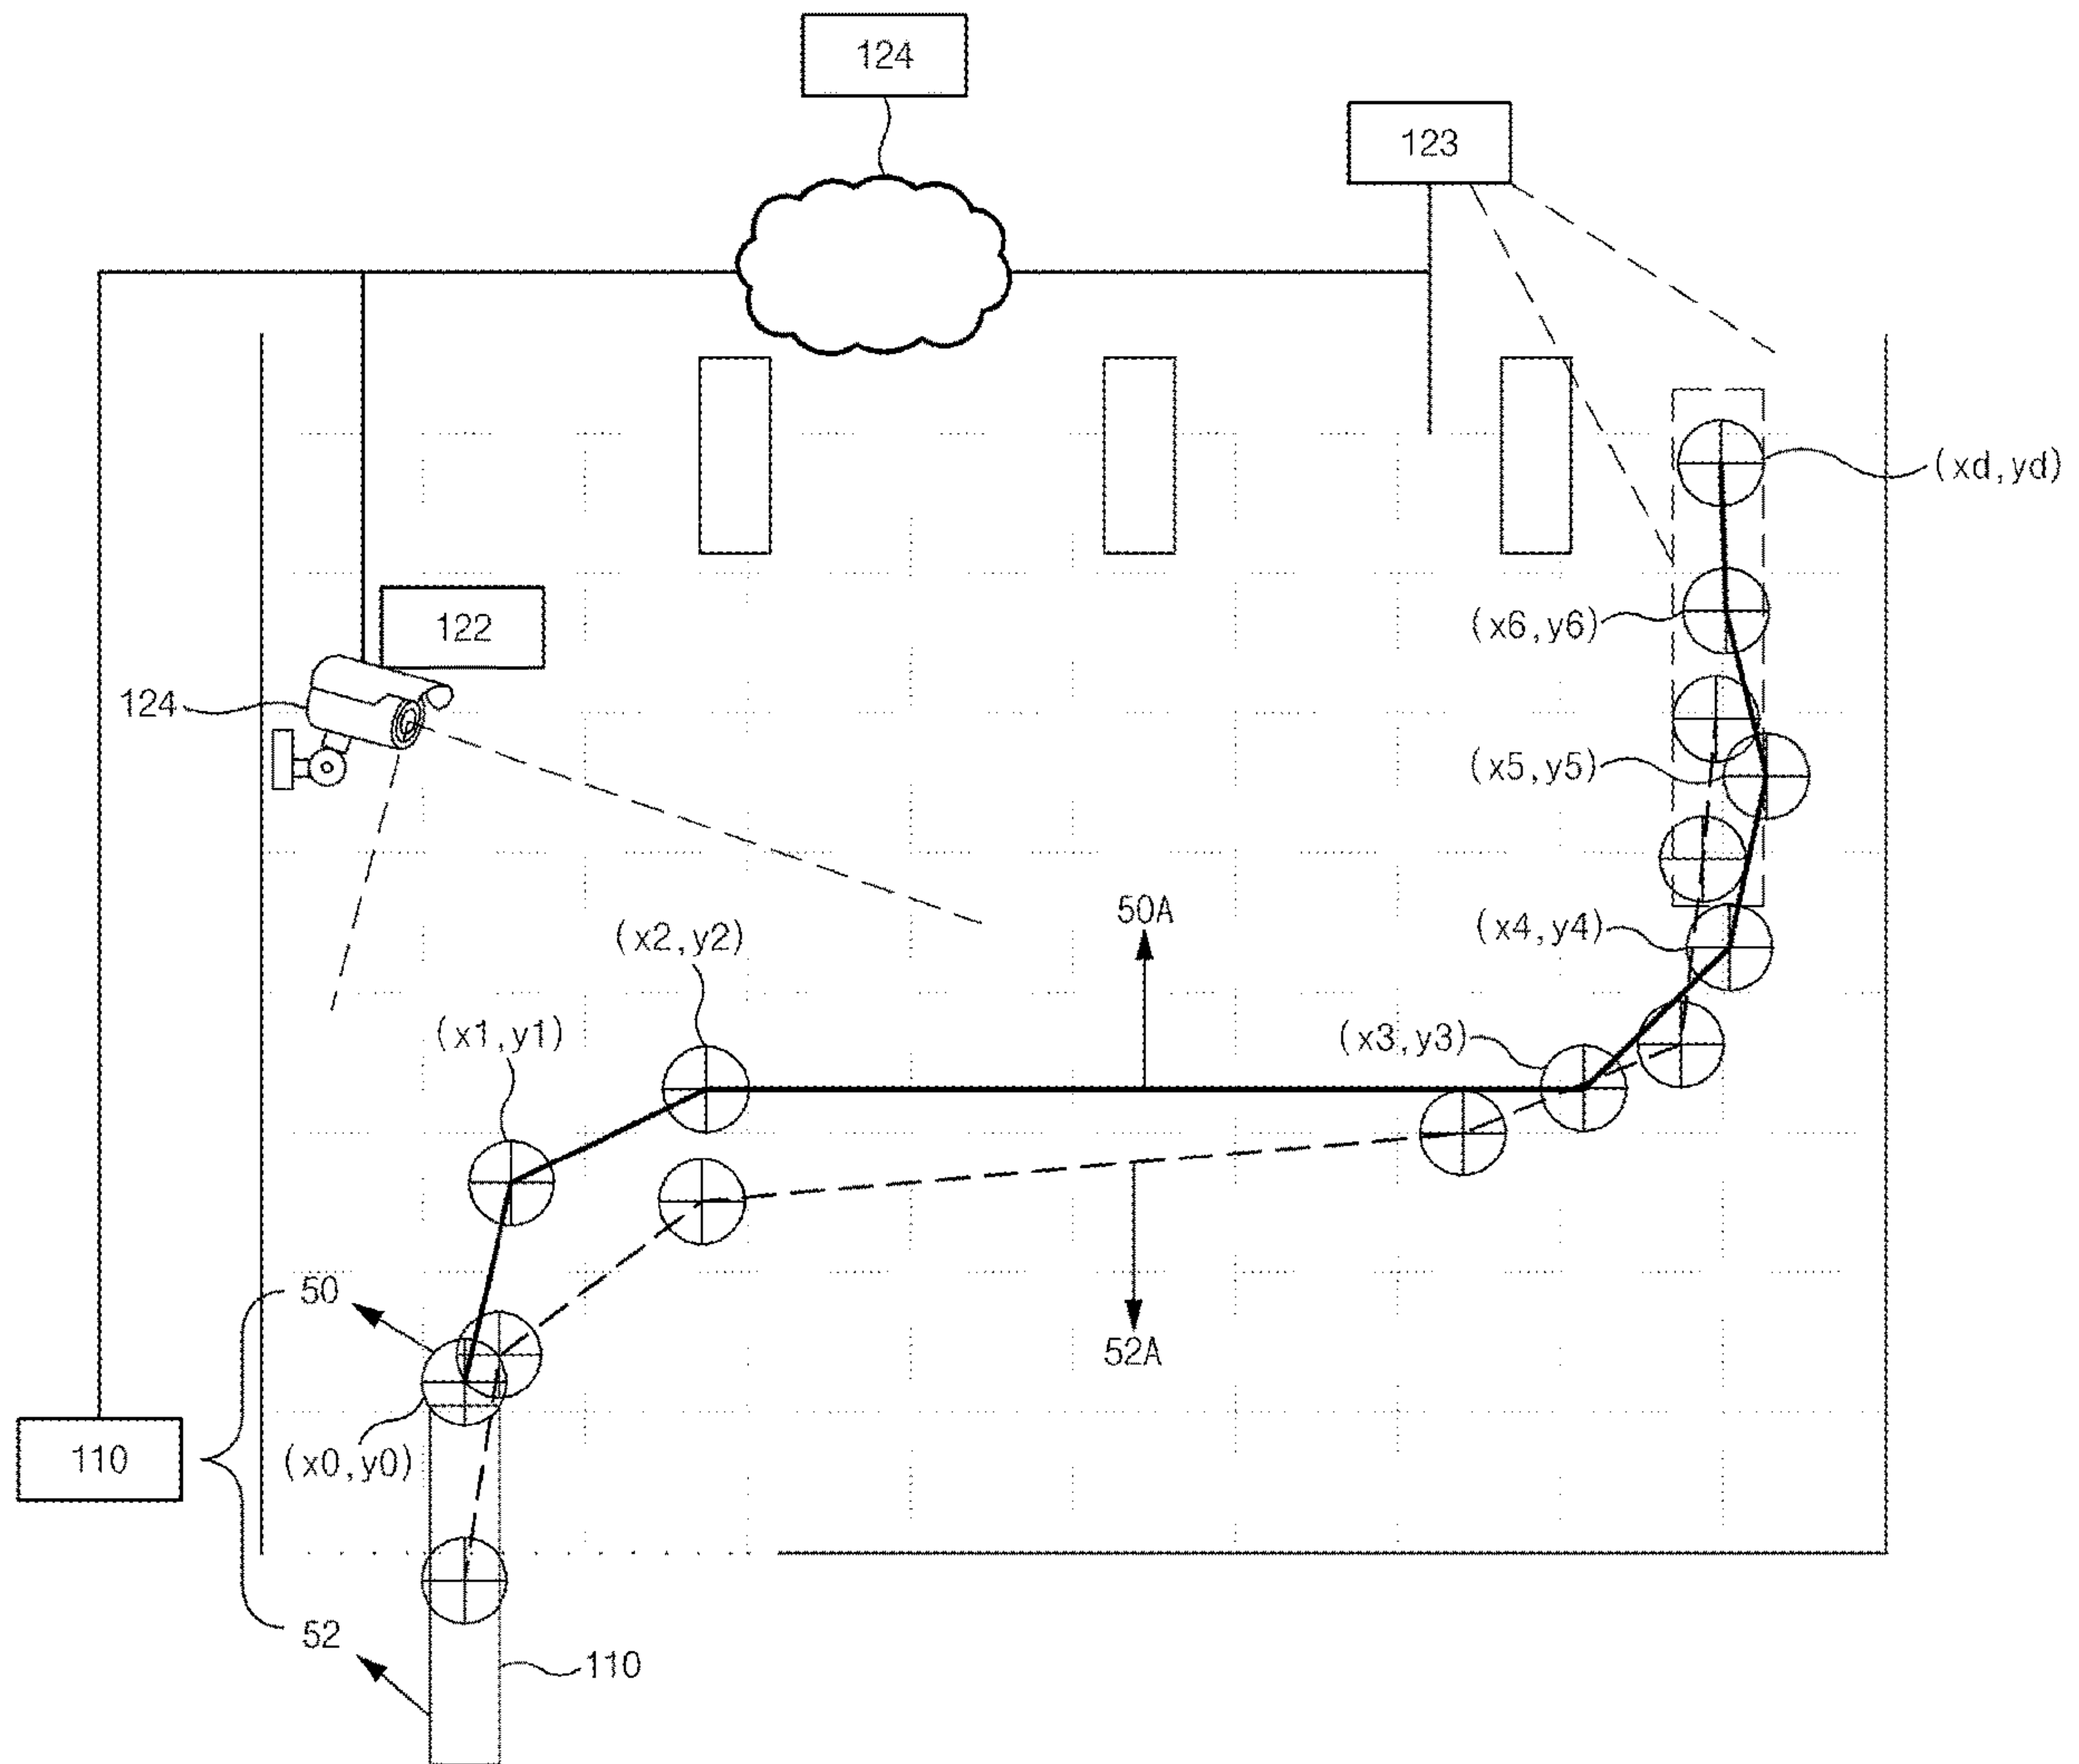 124
123
(xd,yd)
122
(x6,y6)
124
(x5,y5)
50A
(x4,y4)
(x2,y2)
(x1,y1)
(x3,y3)
50
52A
110
(x0,y0)
52
110